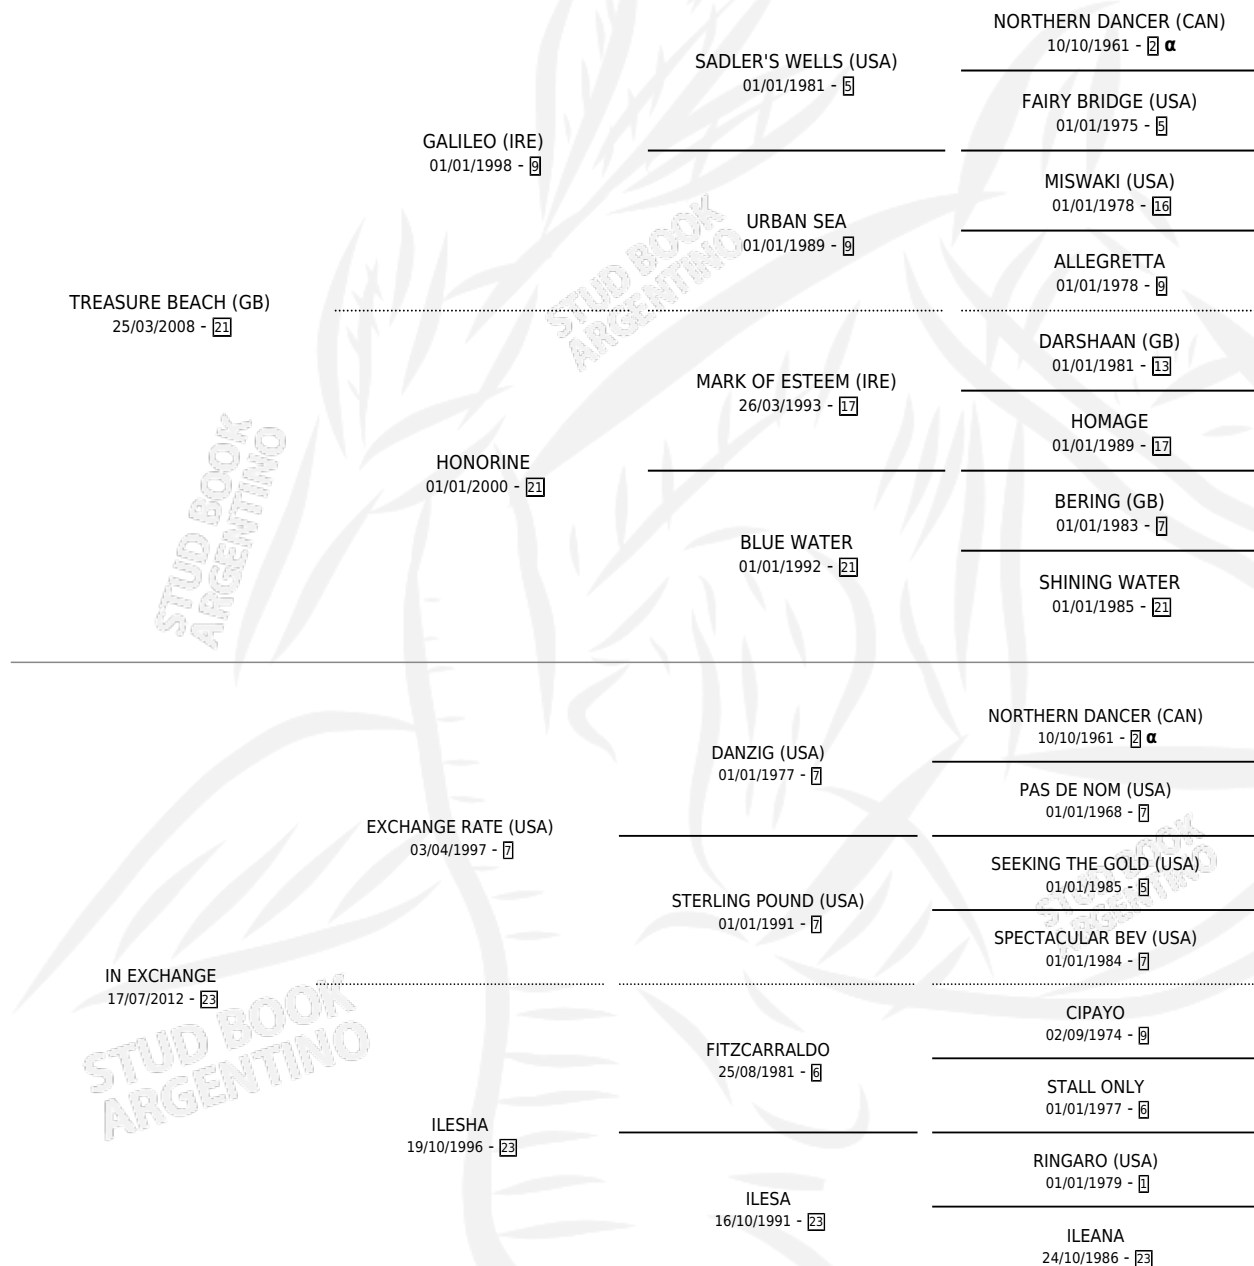 NORTHERN DANCER (CAN)
10/10/1961 - 2 α
SADLER'S WELLS (USA)
01/01/1981 - 5
FAIRY BRIDGE (USA)
01/01/1975 - 5
GALILEO (IRE)
01/01/1998 - 9
MISWAKI (USA)
01/01/1978 - 16
URBAN SEA
01/01/1989 - 9
ALLEGRETTA
01/01/1978 - 9
TREASURE BEACH (GB)
25/03/2008 - 21
DARSHAAN (GB)
01/01/1981 - 13
MARK OF ESTEEM (IRE)
26/03/1993 - 17
HOMAGE
01/01/1989 - 17
HONORINE
01/01/2000 - 21
BERING (GB)
01/01/1983 - 7
BLUE WATER
01/01/1992 - 21
SHINING WATER
01/01/1985 - 21
NORTHERN DANCER (CAN)
10/10/1961 - 2 α
DANZIG (USA)
01/01/1977 - 7
PAS DE NOM (USA)
01/01/1968 - 7
EXCHANGE RATE (USA)
03/04/1997 - 7
SEEKING THE GOLD (USA)
01/01/1985 - 5
STERLING POUND (USA)
01/01/1991 - 7
SPECTACULAR BEV (USA)
01/01/1984 - 7
IN EXCHANGE
17/07/2012 - 23
CIPAYO
02/09/1974 - 9
FITZCARRALDO
25/08/1981 - 6
STALL ONLY
01/01/1977 - 6
ILESHA
19/10/1996 - 23
RINGARO (USA)
01/01/1979 - 1
ILESA
16/10/1991 - 23
ILEANA
24/10/1986 - 23
STUD BOOK
ARGENTINO
STUD BOOK
ARGENTINO
STUD BOOK
ARGENTINO
STUD BOOK
ARGENTINO